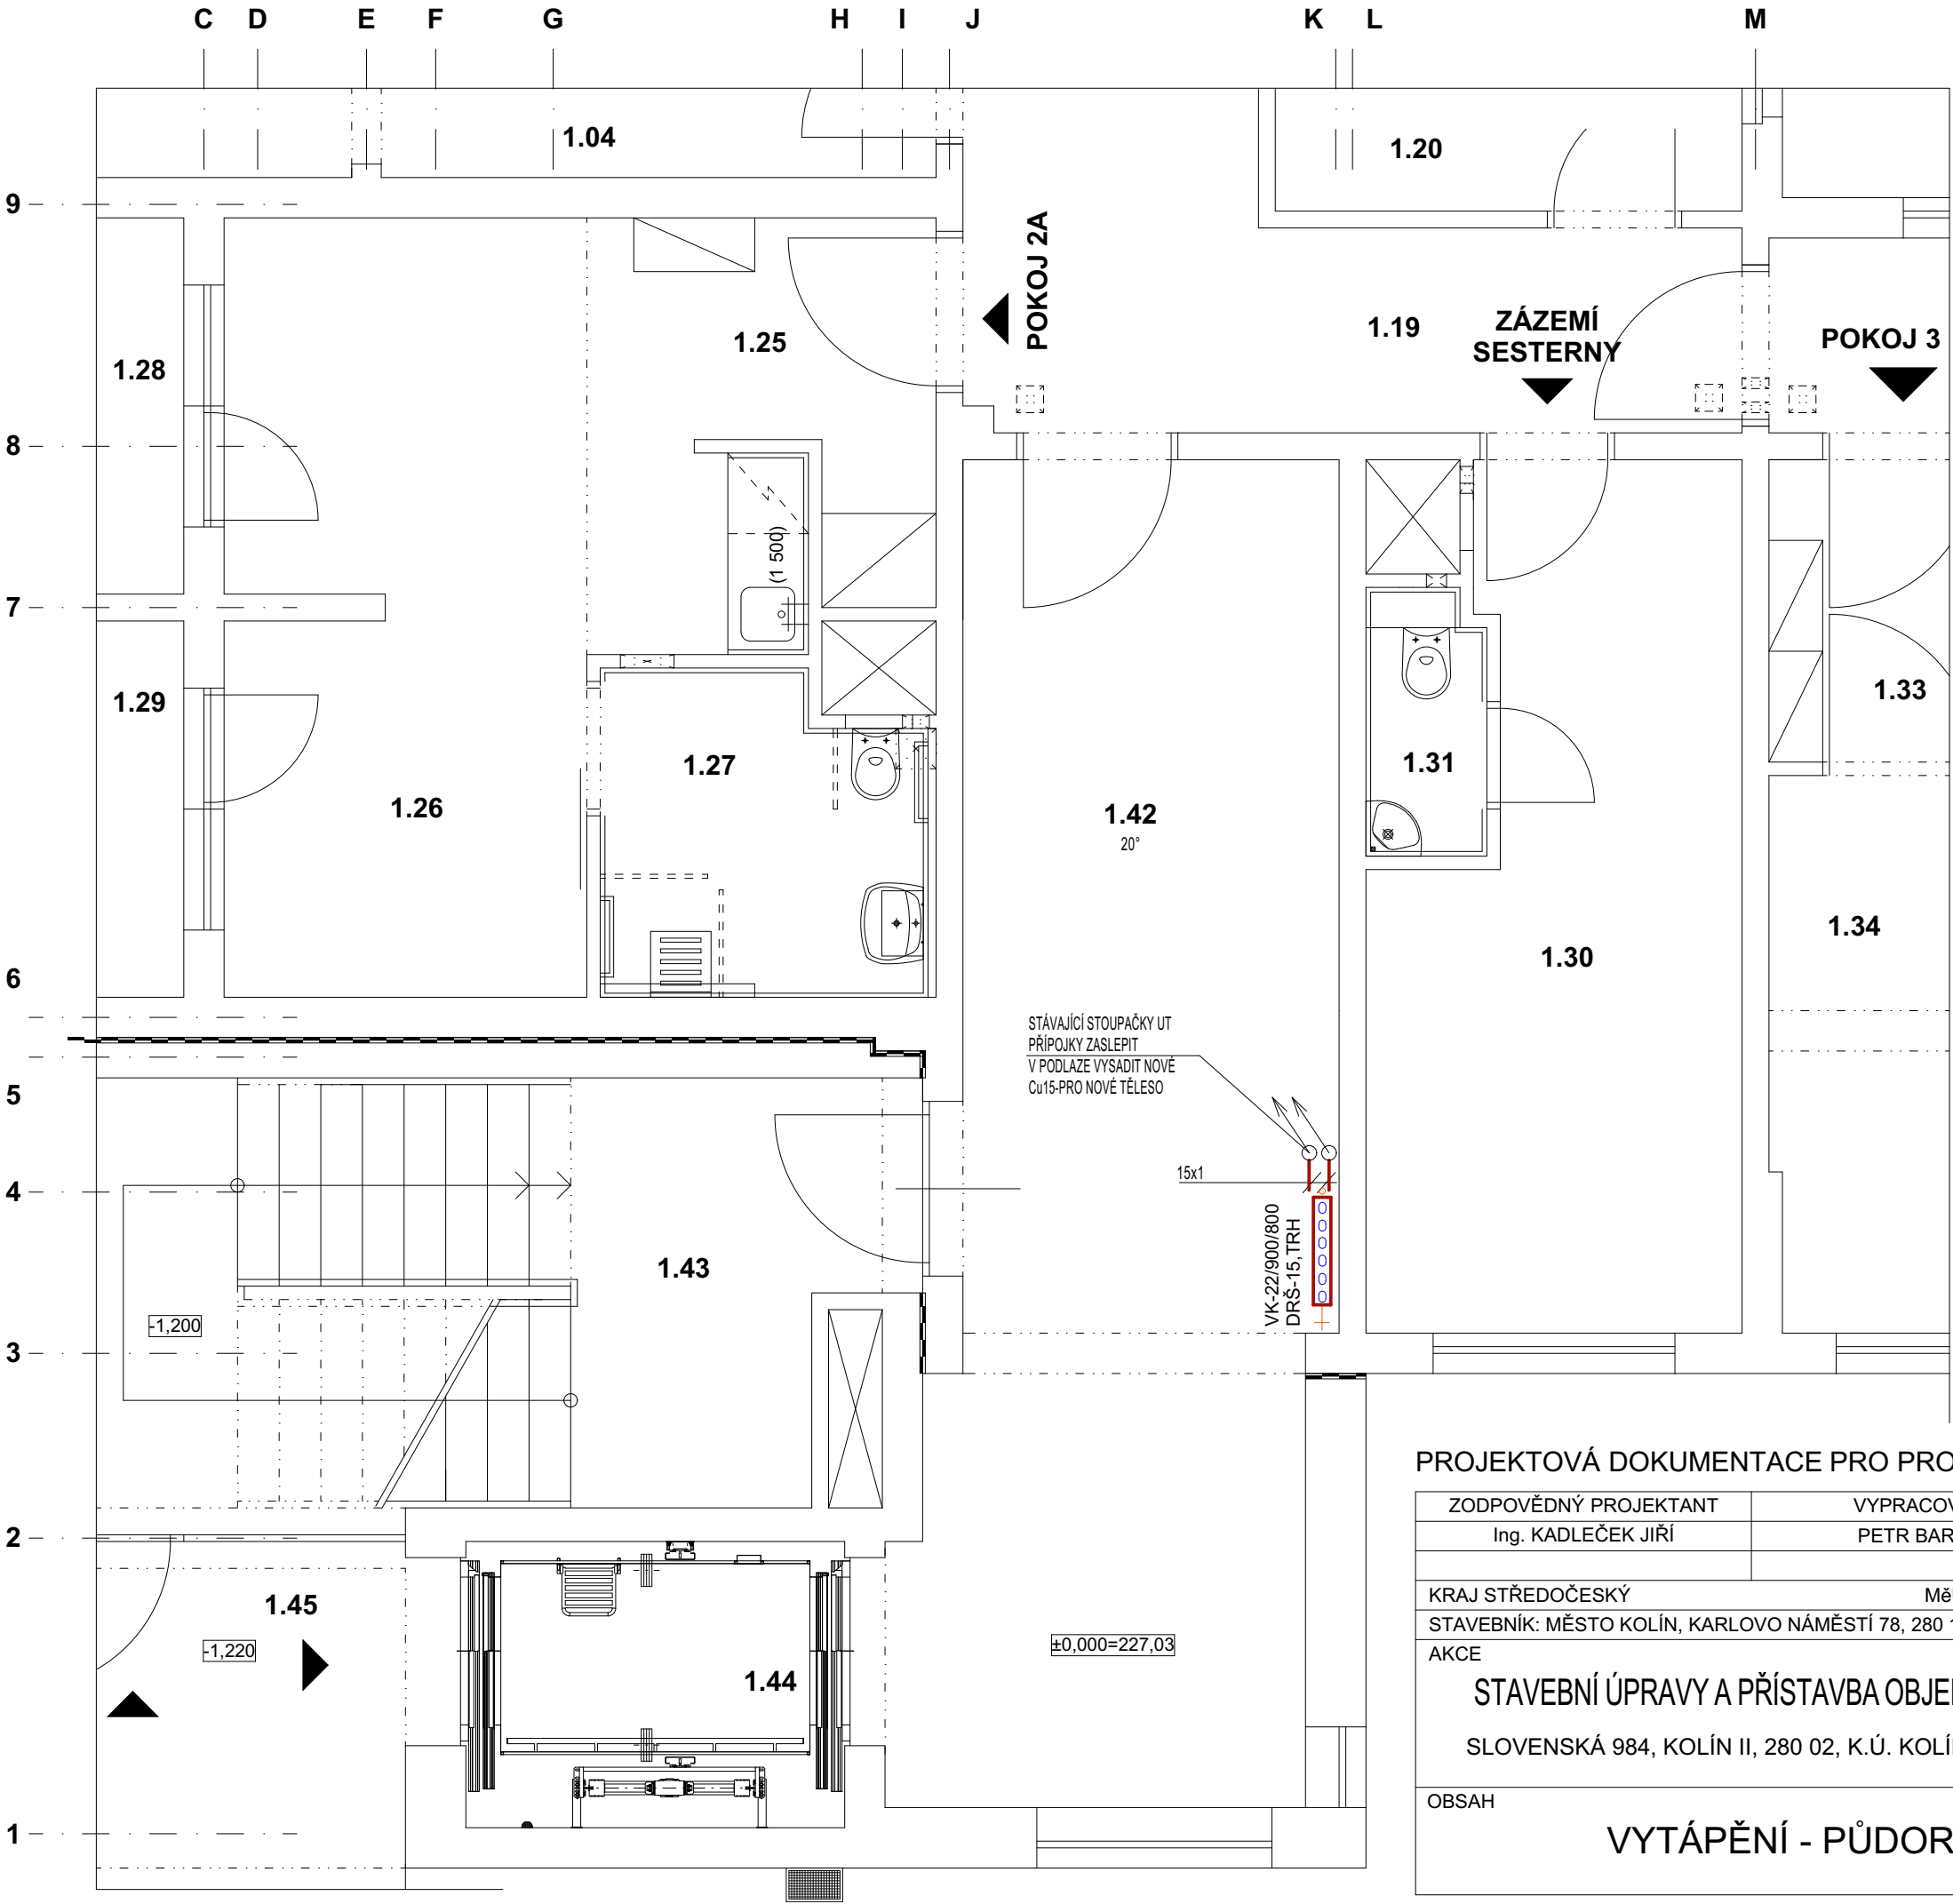 C D E F G H I J K L M
1.04
1.20
9
POKOJ 2A
1.25
1.19
ZÁZEMÍ
SESTERNY
POKOJ 3
1.28
8
(1 500)
7
1.29
1.33
1.27
1.31
1.26
1.42
20°
1.34
1.30
6
STÁVAJÍCÍ STOUPAČKY UT
PŘÍPOJKY ZASLEPIT
V PODLAZE VYSADIT NOVÉ
Cu15-PRO NOVÉ TĚLESO
5
15x1
4
VK-22/900/800
DRŠ-15,TRH
1.43
-1,200
3
PROJEKTOVÁ DOKUMENTACE PRO PRO
ZODPOVĚDNÝ PROJEKTANT
VYPRACOV
2
Ing. KADLEČEK JIŘÍ
PETR BAR
1.45
KRAJ STŘEDOČESKÝ
Mě
STAVEBNÍK: MĚSTO KOLÍN, KARLOVO NÁMĚSTÍ 78, 280 1
-1,220
±0,000=227,03
AKCE
1.44
STAVEBNÍ ÚPRAVY A PŘÍSTAVBA OBJE
SLOVENSKÁ 984, KOLÍN II, 280 02, K.Ú. KOLÍ
OBSAH
1
VYTÁPĚNÍ - PŮDOR